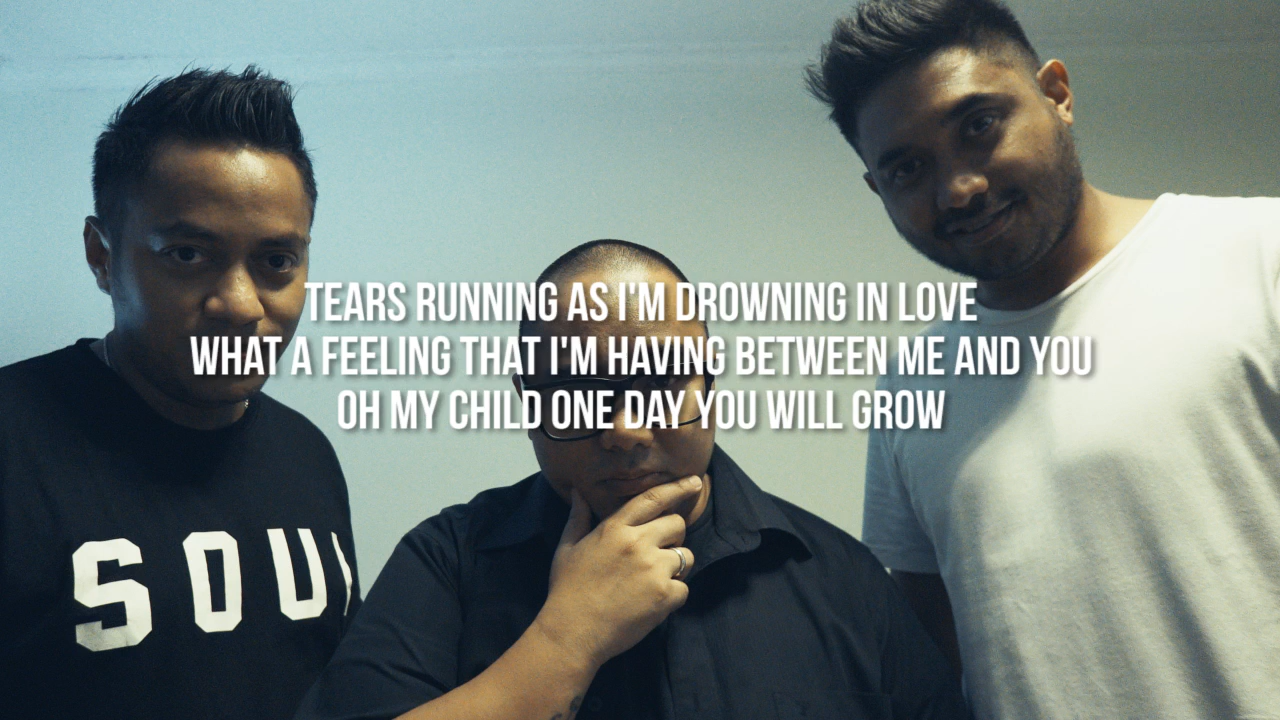 TEARS RUNNING AS I'M DROWNING IN LOVE
WHAT A FEELING THAT I'M HAVING BETWEEN ME AND YOU
OH MY CHILD ONE DAY YOU WILL GROW
SOUL